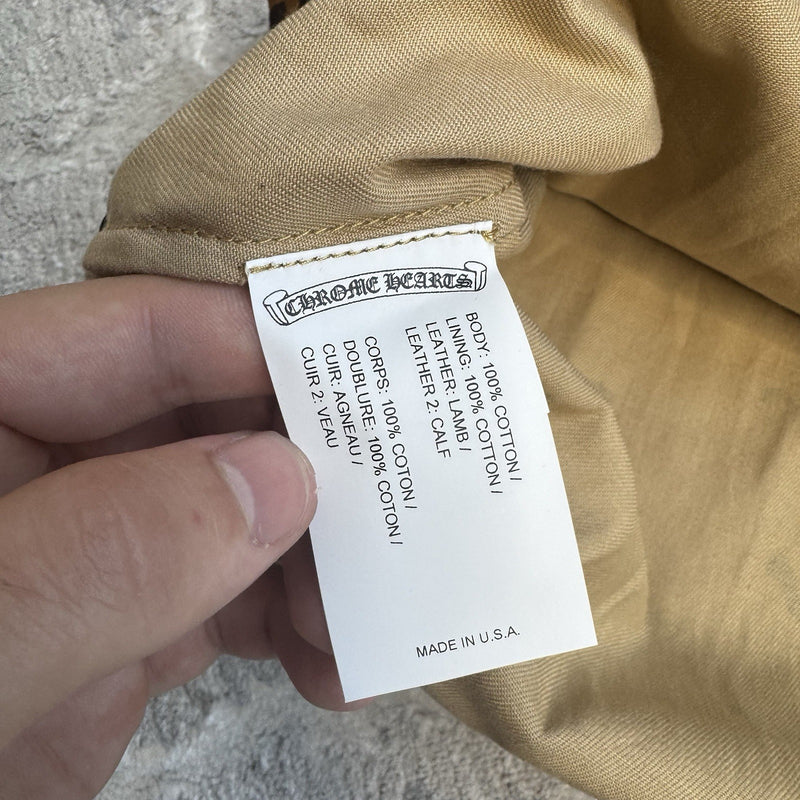 CHROME HEARTS
BODY: 100% COTTON /
LINING: 100% COTTON /
LEATHER: LAMB /
LEATHER 2: CALF
CORPS: 100% COTON /
DOUBLURE: 100% COTON /
CUIR: AGNEAU /
CUIR 2: VEAU
MADE IN U.S.A.